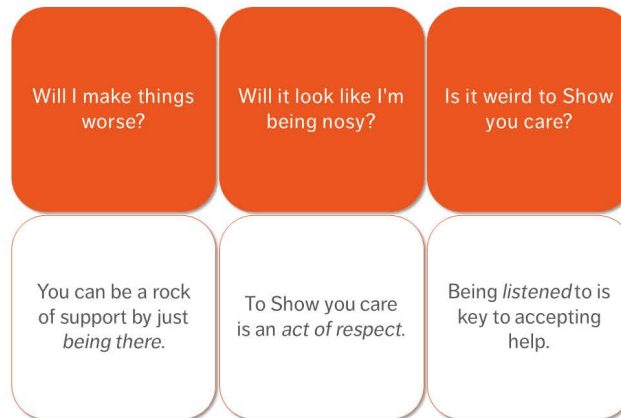 Will I make things
worse?
Will it look like I'm
being nosy?
Is it weird to Show
you care?
You can be a rock
of support by just
being there.
To Show you care
is an act of respect.
Being listened to is
key to accepting
help.